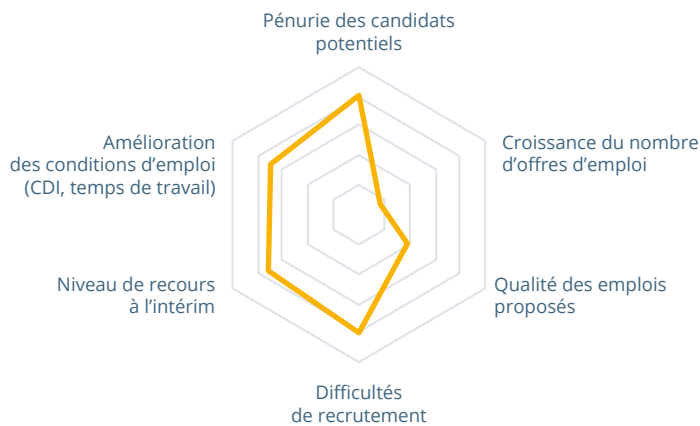 Pénurie des candidats
potentiels
Croissance du nombre
d’offres d’emploi
Amélioration
des conditions d’emploi
(CDI, temps de travail)
Niveau de recours
à l’intérim
Qualité des emplois
proposés
Difficultés
de recrutement